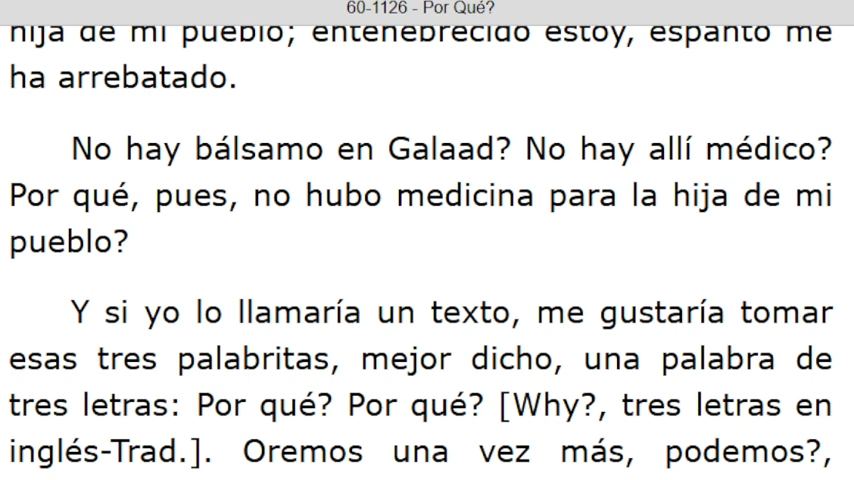 60-1126 - Por Qué?
hija de mi pueblo; entenebrecido estoy, espanto me
ha arrebatado.
No hay bálsamo en Galaad? No hay allí médico?
Por qué, pues, no hubo medicina para la hija de mi
pueblo?
Y si yo lo llamaría un texto, me gustaría tomar
esas tres palabritas, mejor dicho, una palabra de
tres letras: Por qué? Por qué? [Why?, tres letras en
inglés-Trad.]. Oremos una vez más, podemos?,